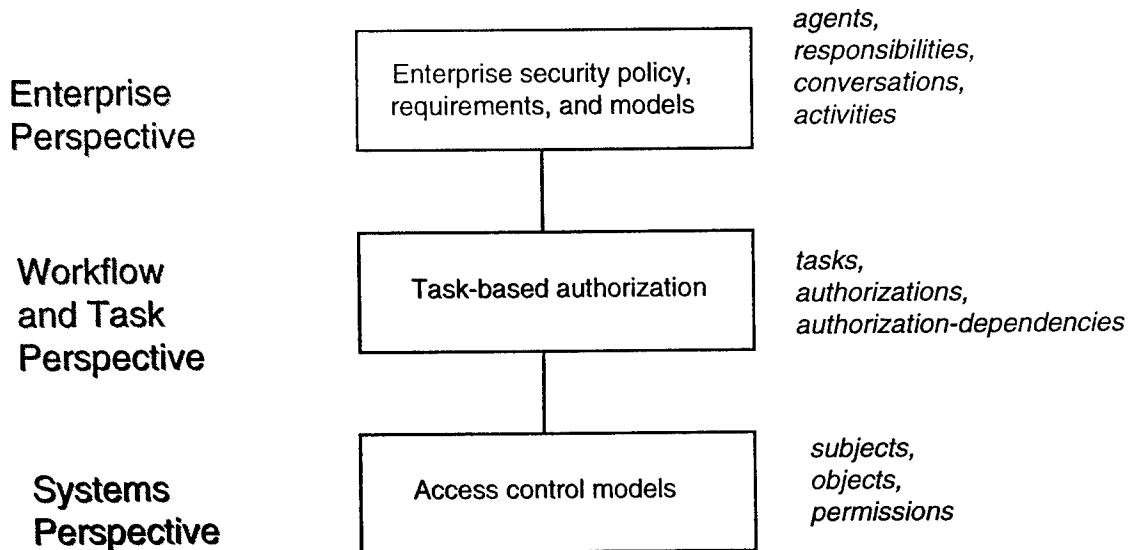 Enterprise
Perspective
Enterprise security policy,
requirements, and models
agents,
responsibilities,
conversations,
activities
Workflow
and Task
Perspective
Task-based authorization
tasks,
authorizations,
authorization-dependencies
Systems
Perspective
Access control models
subjects,
objects,
permissions